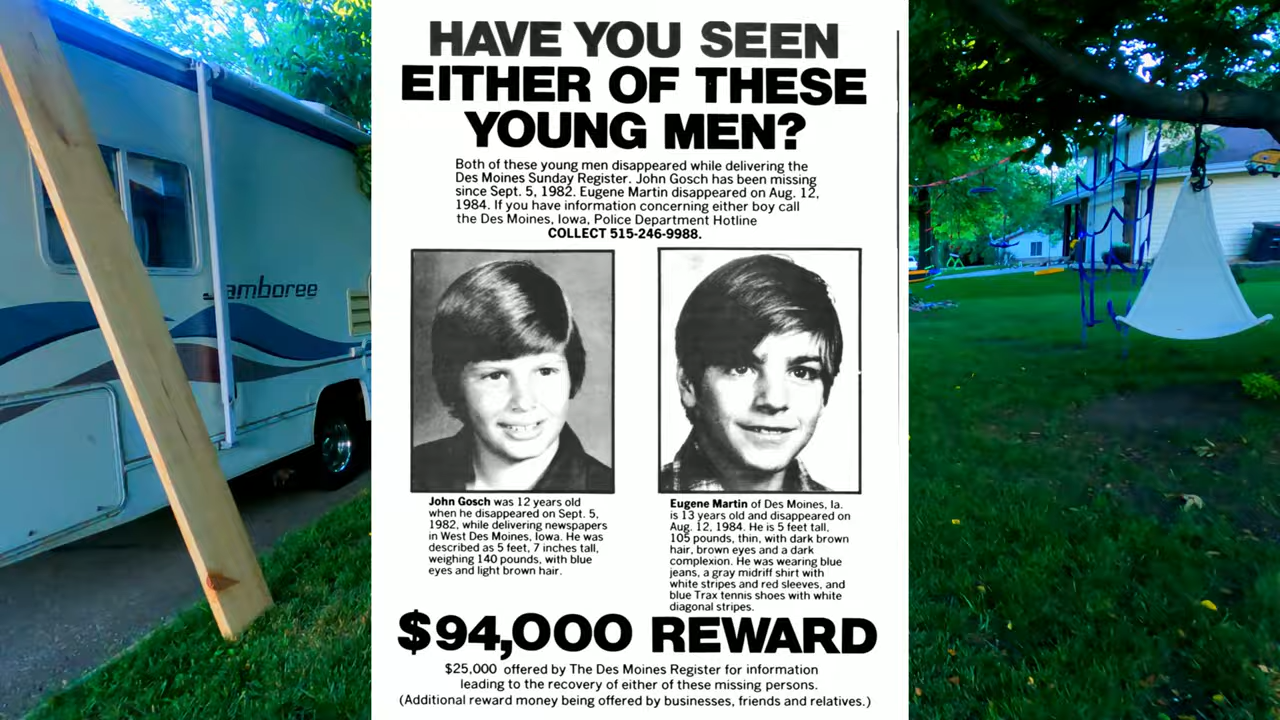 Jamboree
HAVE YOU SEEN
EITHER OF THESE
YOUNG MEN?
Both of these young men disappeared while delivering the
Des Moines Sunday Register. John Gosch has been missing
since Sept. 5, 1982. Eugene Martin disappeared on Aug. 12,
1984. If you have information concerning either boy call
the Des Moines, Iowa, Police Department Hotline
COLLECT 515-246-9988.
John Gosch was 12 years old
when he disappeared on Sept. 5,
1982, while delivering newspapers
in West Des Moines, Iowa. He was
described as 5 feet, 7 inches tall,
weighing 140 pounds, with blue
eyes and light brown hair.
Eugene Martin of Des Moines, Ia.
is 13 years old and disappeared on
Aug. 12, 1984. He is 5 feet tall,
105 pounds, thin, with dark brown
hair, brown eyes and a dark
complexion. He was wearing blue
jeans, a gray midriff shirt with
white stripes and red sleeves, and
blue Trax tennis shoes with white
diagonal stripes.
$94,000 REWARD
$25,000 offered by The Des Moines Register for information
leading to the recovery of either of these missing persons.
(Additional reward money being offered by businesses, friends and relatives.)